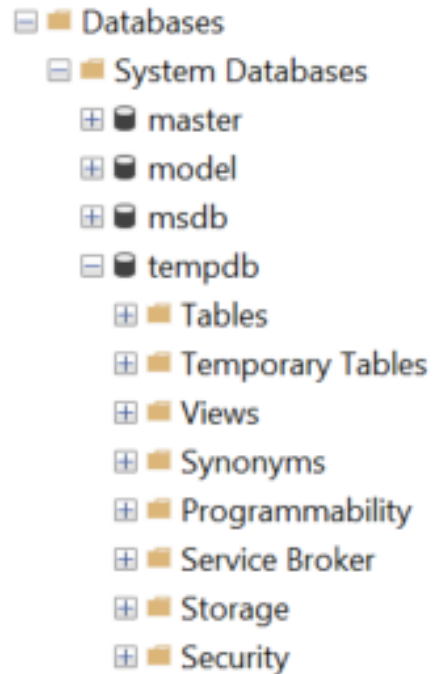 Databases
System Databases
master
model
msdb
tempdb
Tables
Temporary Tables
Views
Synonyms
Programmability
Service Broker
Storage
Security